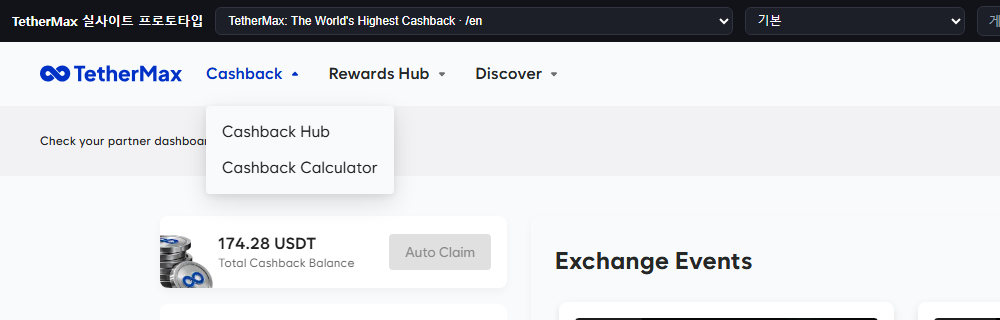 TetherMax 실사이트 프로토타입
TetherMax: The World's Highest Cashback · /en
기본
TetherMax
Cashback
Rewards Hub
Discover
Cashback Hub
Check your partner
Cashback Calculator
174.28 USDT
Total Cashback Balance
Auto Claim
Exchange Events